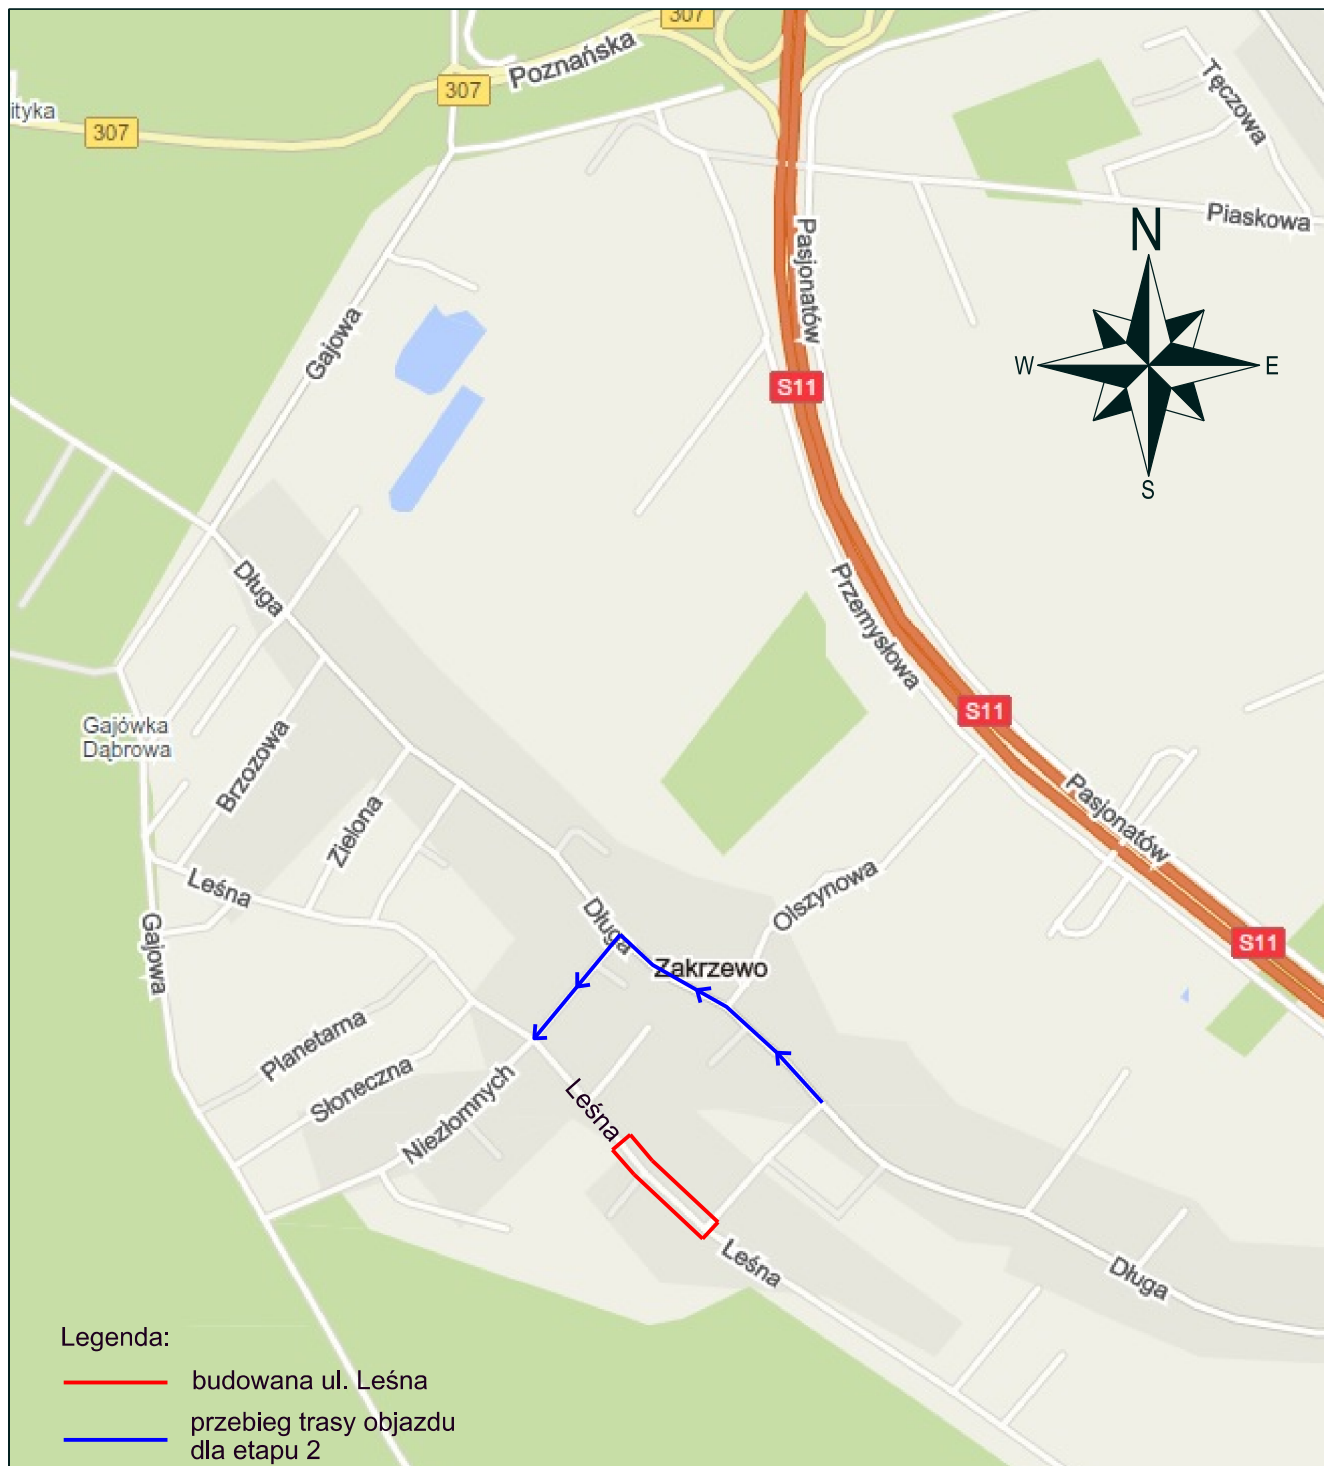 307
Poznańska
307
ityka
307
Tęczowa
Piaskowa
N
W
E
S
Pasjonatów
Gajowa
S11
Długa
Przemysłowa
S11
Gajówka
Dąbrowa
Brzozowa
Zielona
Pasjonatów
Leśna
Olszynowa
Gajowa
Długa
S11
Zakrzewo
Planetarna
Słoneczna
Niezłomnych
Leśna
Leśna
Długa
Legenda:
budowana ul. Leśna
przebieg trasy objazdu
dla etapu 2